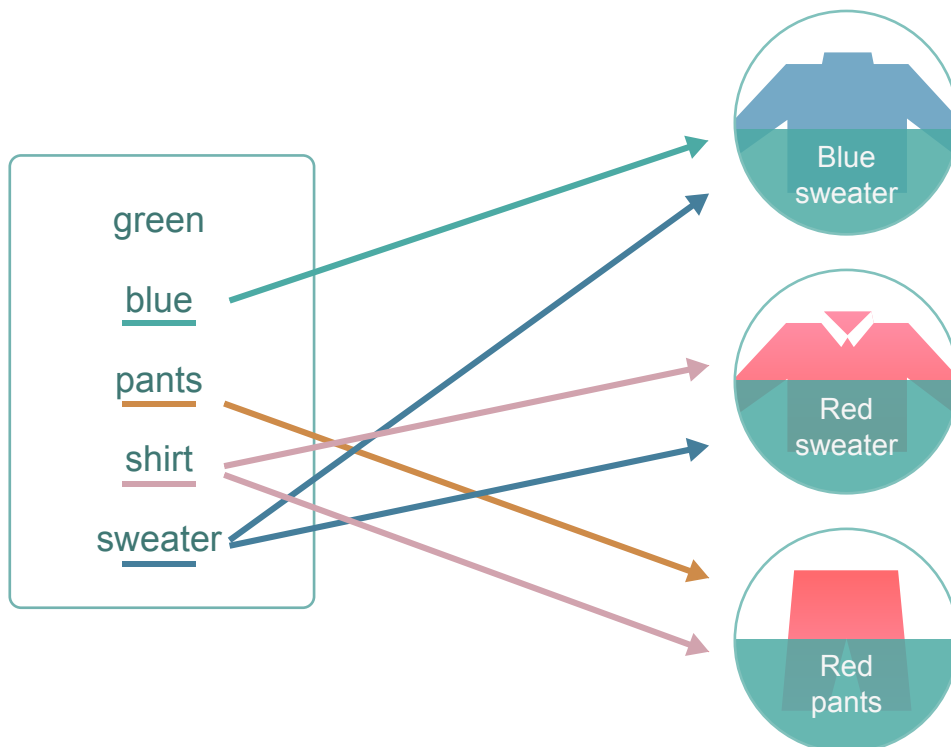 green
blue
pants
shirt
sweater
Blue
sweater
Red
sweater
Red
pants